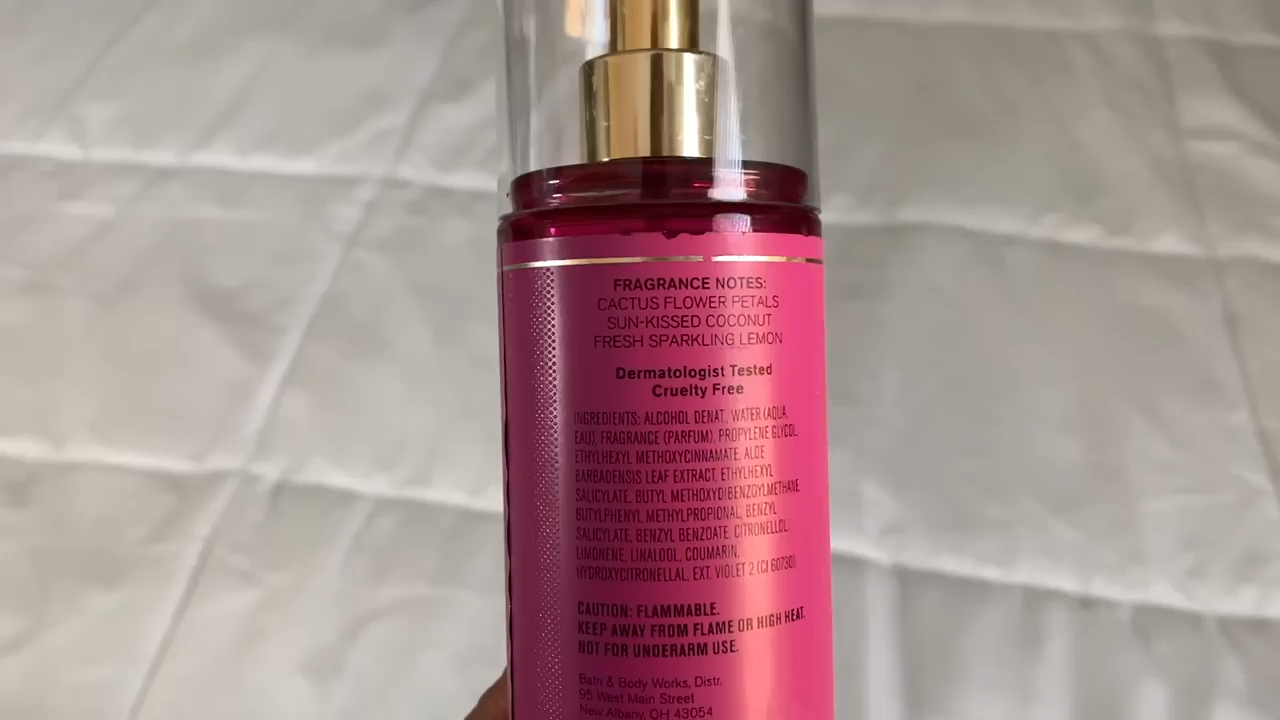 FRAGRANCE NOTES:
CACTUS FLOWER PETALS
SUN-KISSED COCONUT
FRESH SPARKLING LEMON
Dermatologist Tested
Cruelty Free
INGREDIENTS: ALCOHOL DENAT., WATER (AQUA,
EAU), FRAGRANCE (PARFUM), PROPYLENE GLYCOL,
ETHYLHEXYL METHOXYCINNAMATE, ALOE
BARBADENSIS LEAF EXTRACT, ETHYLHEXYL
SALICYLATE, BUTYL METHOXYDIBENZOYLMETHANE,
BUTYLPHENYL METHYLPROPIONAL, BENZYL
SALICYLATE, BENZYL BENZOATE, CITRONELLOL,
LIMONENE, LINALOOL, COUMARIN,
HYDROXYCITRONELLAL, EXT. VIOLET 2 (CI 60730).
CAUTION: FLAMMABLE.
KEEP AWAY FROM FLAME OR HIGH HEAT.
NOT FOR UNDERARM USE.
Bath & Body Works, Distr.
95 West Main Street
New Albany, OH 43054